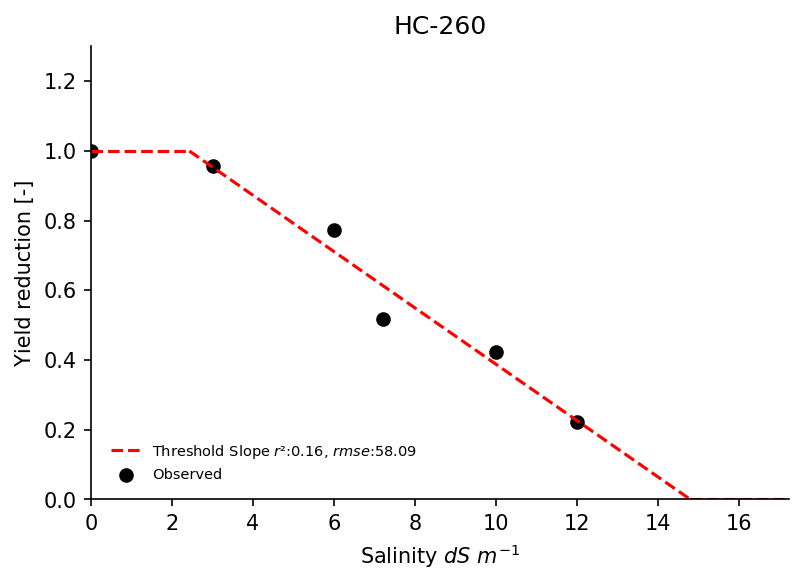 HC-260
Yield reduction [-]
1.2
1.0
0.8
0.6
0.4
0.2
0.0
Threshold Slope r²:0.16, rmse:58.09
Observed
0 2 4 6 8 10 12 14 16
Salinity dS m⁻¹